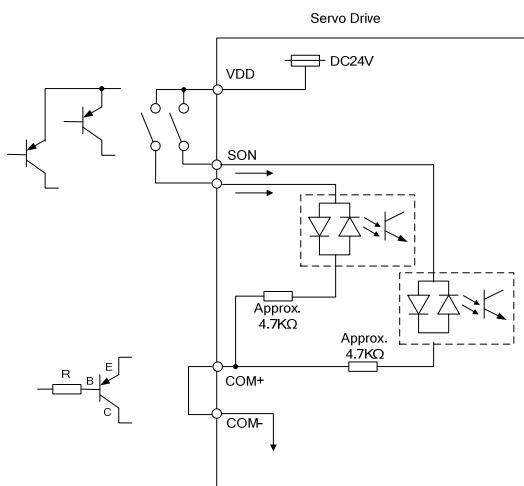 Servo Drive
DC24V
VDD
SON
Approx.
4.7KΩ
Approx.
4.7KΩ
R
B
E
C
COM+
COM-